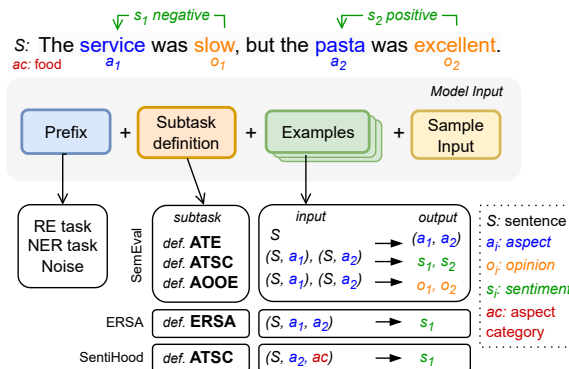 s1 negative
s2 positive
S: The service was slow, but the pasta was excellent.
ac: food
a1
o1
a2
o2
Model Input
Prefix + Subtask definition + Examples + Sample Input
RE task
NER task
Noise
SemEval
subtask
def. ATE
def. ATSC
def. AOOE
input output
S (a1, a2)
(S, a1), (S, a2) s1, s2
(S, a1), (S, a2) o1, o2
ERSA def. ERSA (S, a1, a2) s1
SentiHood def. ATSC (S, a2, ac) s1
S: sentence
ai: aspect
oi: opinion
si: sentiment
ac: aspect
category